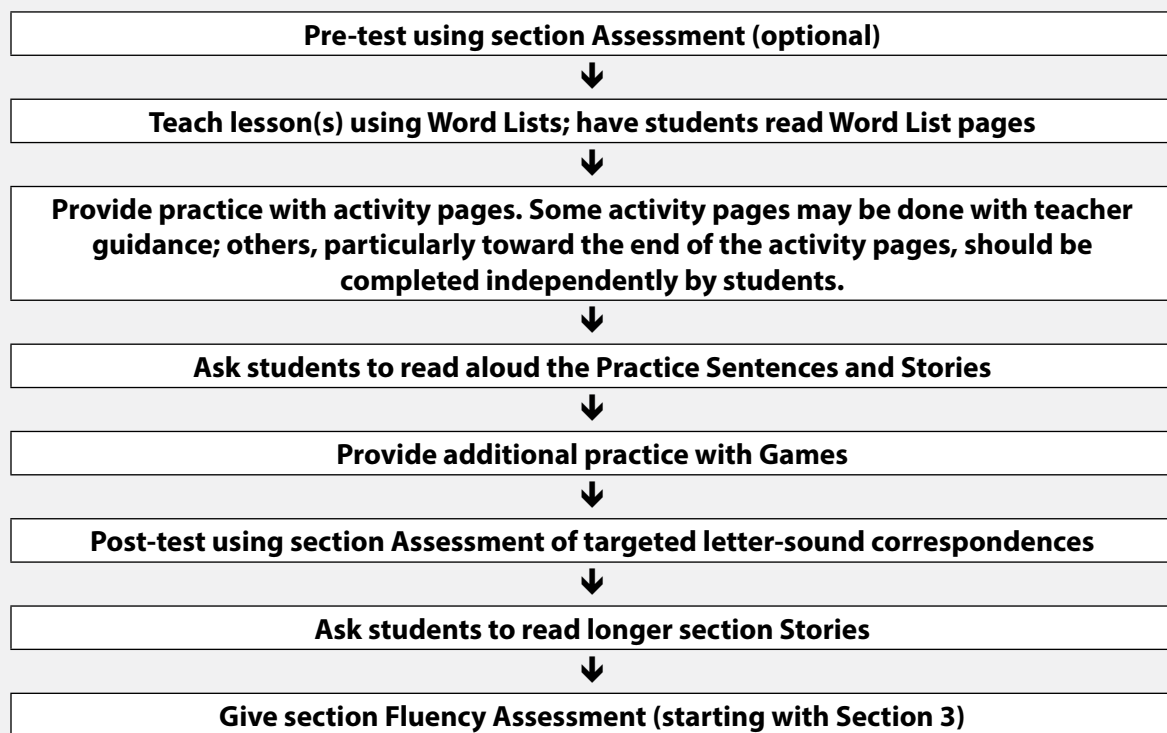 Pre-test using section Assessment (optional)
Teach lesson(s) using Word Lists; have students read Word List pages
Provide practice with activity pages. Some activity pages may be done with teacher
guidance; others, particularly toward the end of the activity pages, should be
completed independently by students.
Ask students to read aloud the Practice Sentences and Stories
Provide additional practice with Games
Post-test using section Assessment of targeted letter-sound correspondences
Ask students to read longer section Stories
Give section Fluency Assessment (starting with Section 3)